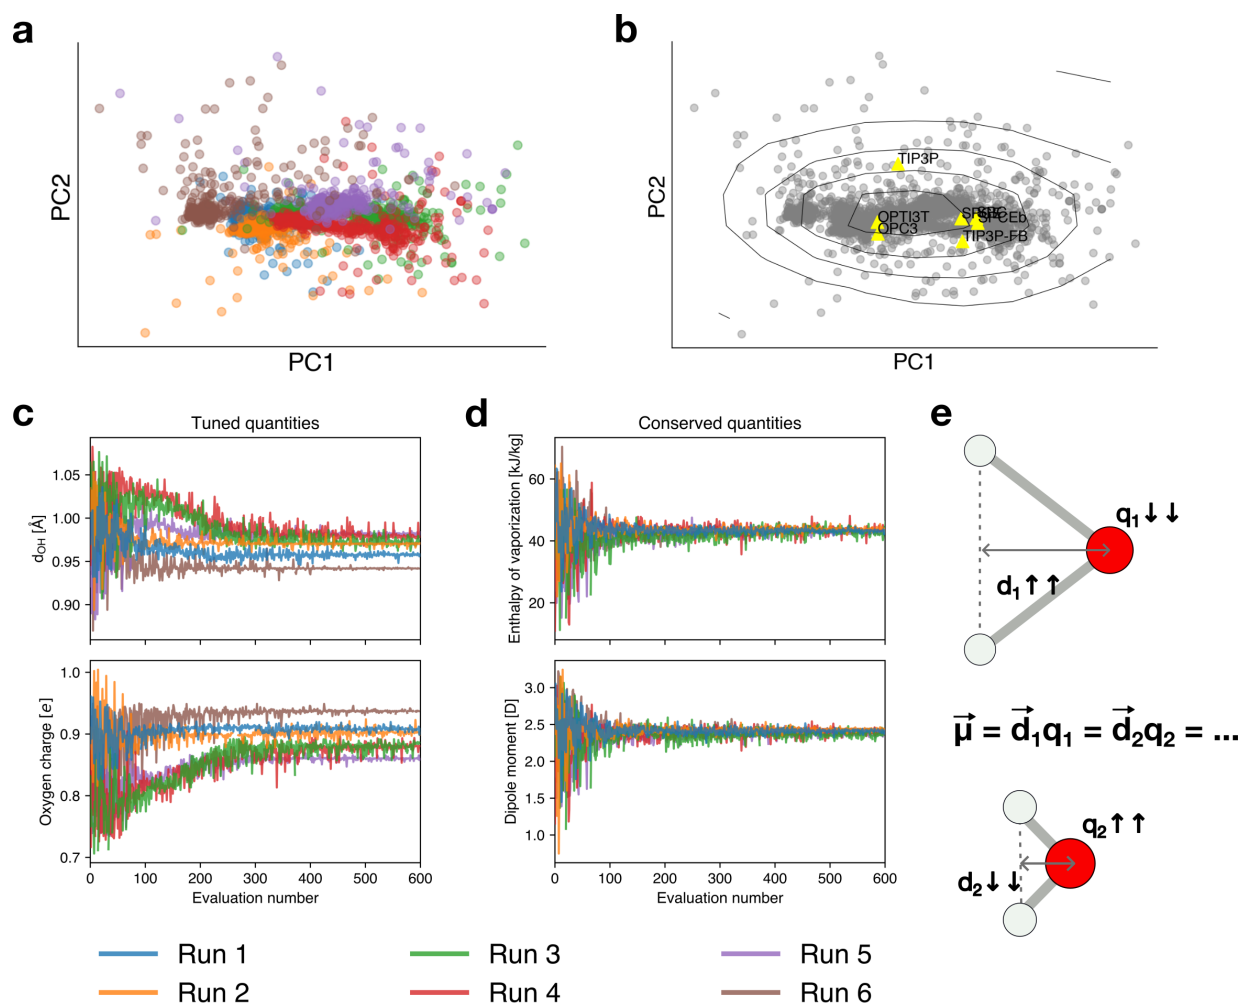 a
PC2
PC1
b
TIP3P
OPTI3T
OPC3
SPCEb
TIP3P-FB
PC2
PC1
c
Tuned quantities
dOH [Å]
1.05
1.00
0.95
0.90
Oxygen charge [e]
1.0
0.9
0.8
0.7
0 100 200 300 400 500 600
Evaluation number
d
Conserved quantities
Enthalpy of vaporization [kJ/kg]
60
40
20
Dipole moment [D]
3.0
2.5
2.0
1.5
1.0
0 100 200 300 400 500 600
Evaluation number
e
q₁↓↓
d₁↑↑
μ⃗ = d⃗₁q₁ = d⃗₂q₂ = ...
q₂↑↑
d₂↓↓
Run 1 Run 3 Run 5
Run 2 Run 4 Run 6